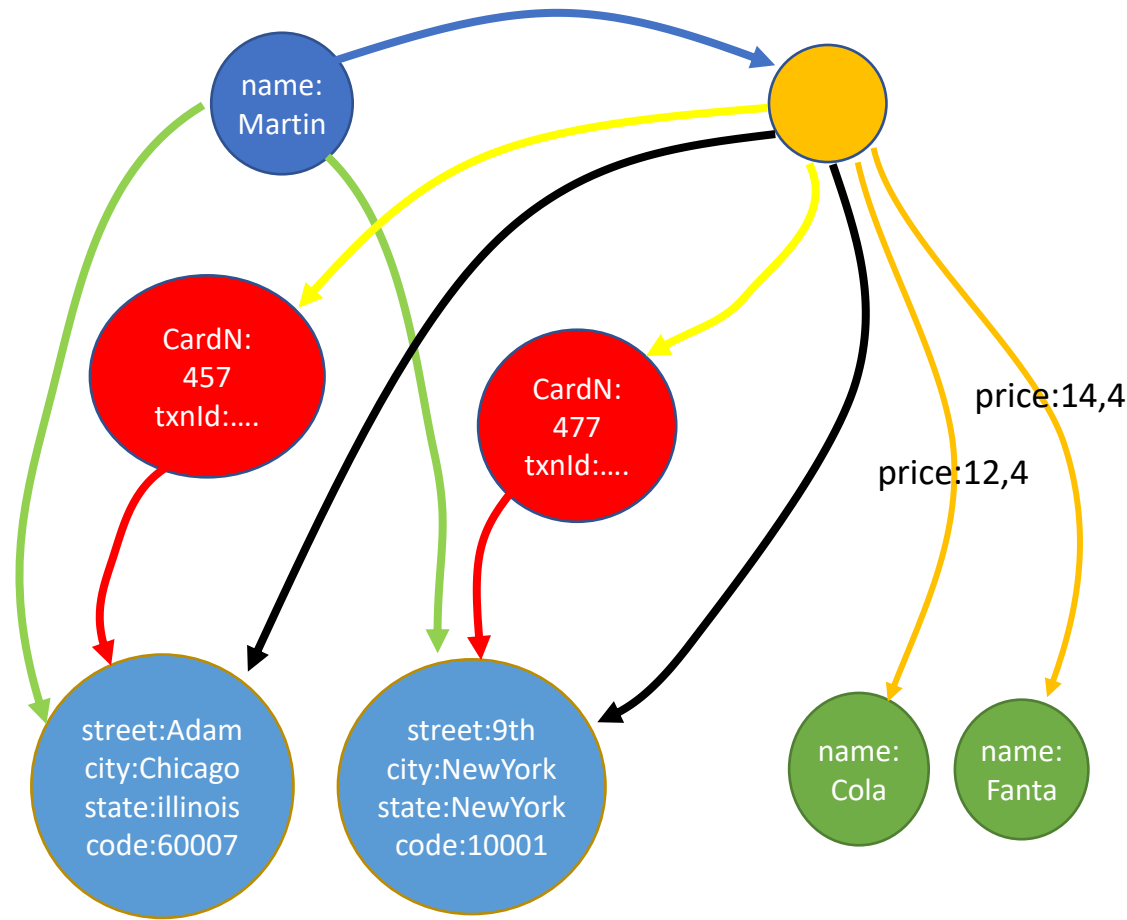 name:
Martin
CardN:
457
txnId:....
CardN:
477
txnId:....
price:14,4
price:12,4
street:Adam
city:Chicago
state:illinois
code:60007
street:9th
city:NewYork
state:NewYork
code:10001
name:
Cola
name:
Fanta